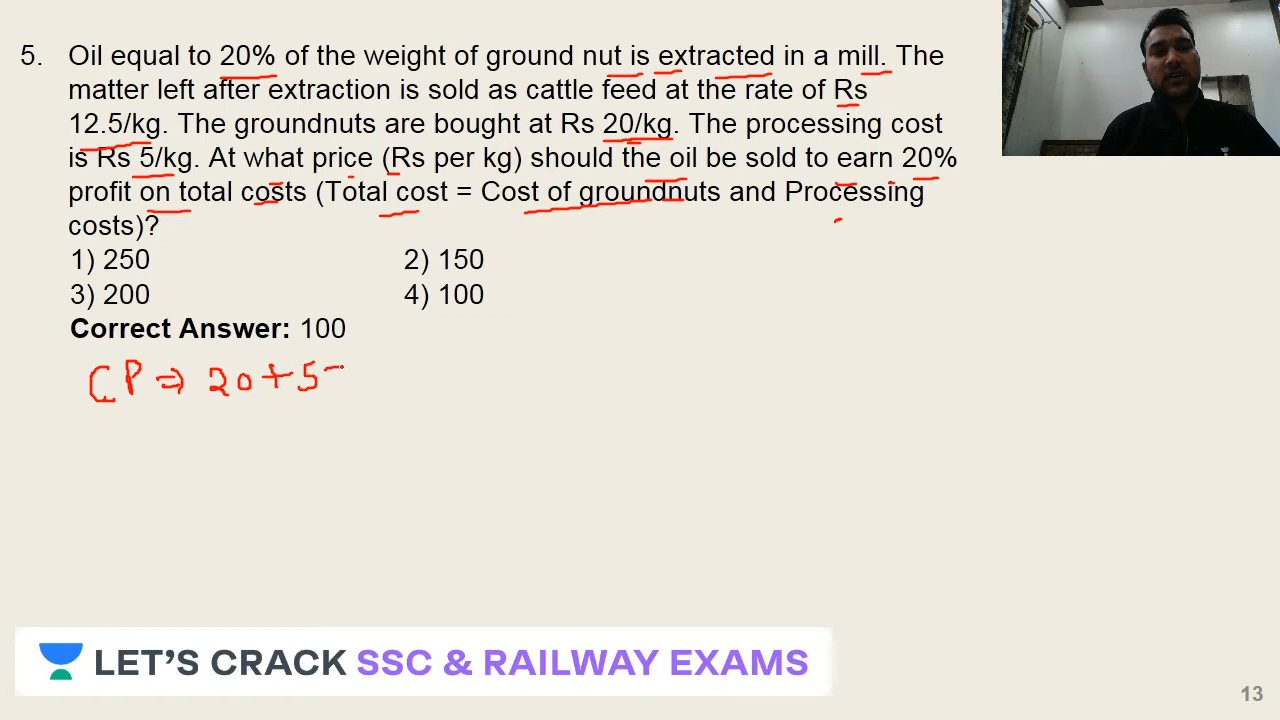 5. Oil equal to 20% of the weight of ground nut is extracted in a mill. The
matter left after extraction is sold as cattle feed at the rate of Rs
12.5/kg. The groundnuts are bought at Rs 20/kg. The processing cost
is Rs 5/kg. At what price (Rs per kg) should the oil be sold to earn 20%
profit on total costs (Total cost = Cost of groundnuts and Processing
costs)?
1) 250 2) 150
3) 200 4) 100
Correct Answer: 100
CP ⇒ 20+5
LET'S CRACK SSC & RAILWAY EXAMS
13